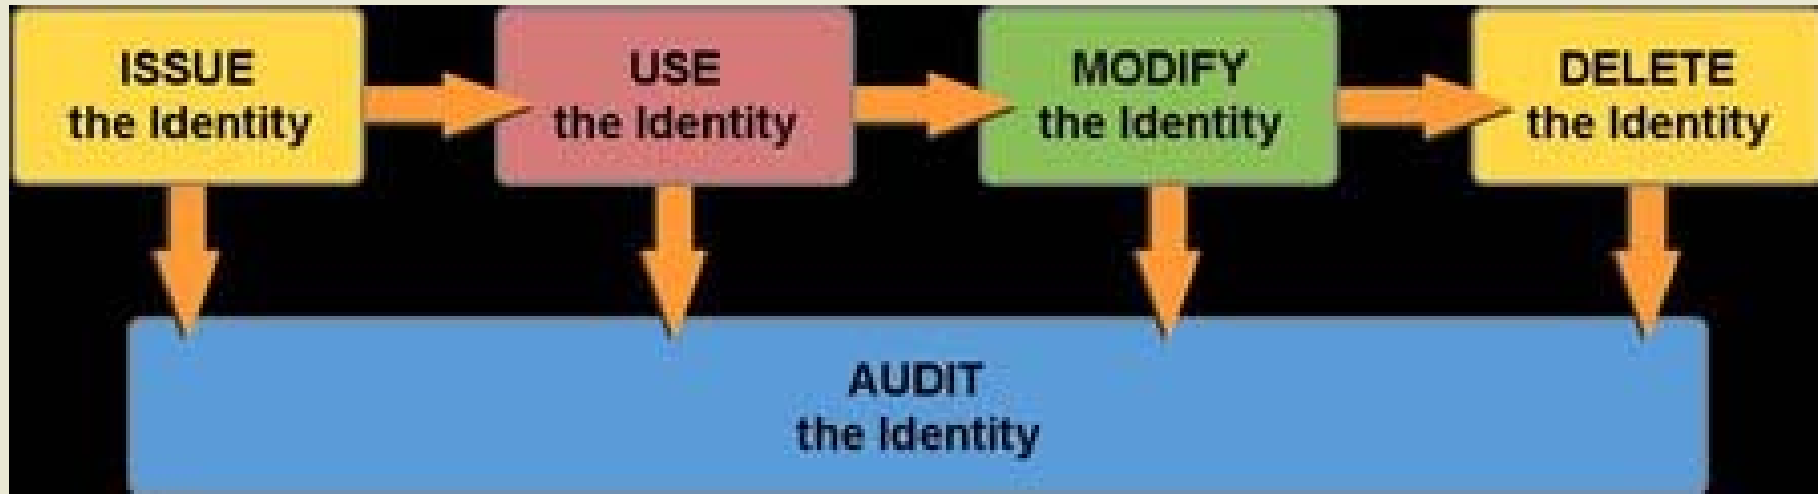 ISSUE
the Identity
USE
the Identity
MODIFY
the Identity
DELETE
the Identity
AUDIT
the Identity